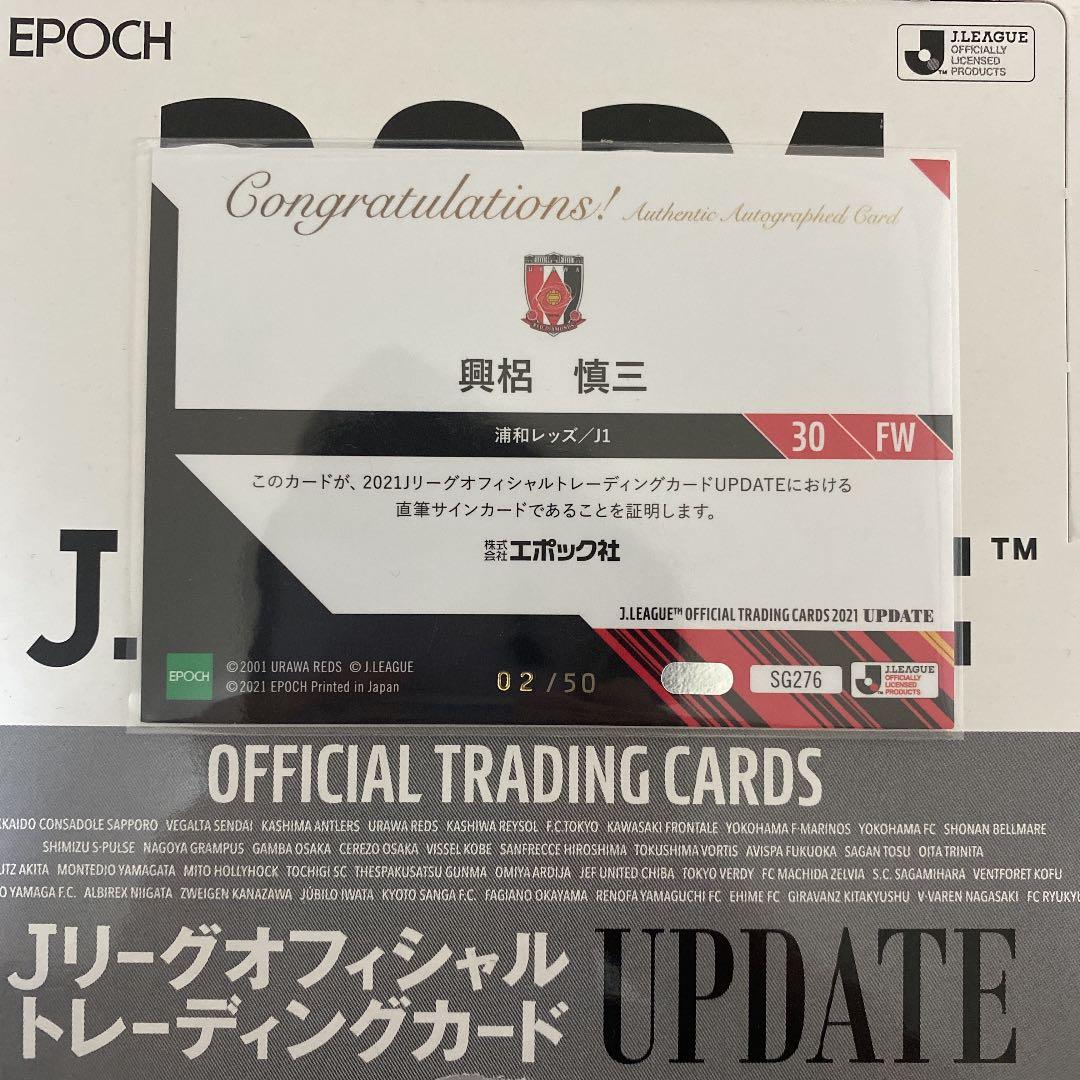 EPOCH
J.LEAGUE
OFFICIALLY
LICENSED
PRODUCTS
Congratulations! Authentic Autographed Card
興梠 慎三
浦和レッズ/J1
30 FW
このカードが、2021JリーグオフィシャルトレーディングカードUPDATEにおける
直筆サインカードであることを証明します。
株式会社エポック社
J.LEAGUE™ OFFICIAL TRADING CARDS 2021 UPDATE
EPOCH
©2001 URAWA REDS ©J.LEAGUE
©2021 EPOCH Printed in Japan
02/50
SG276
J.LEAGUE
OFFICIALLY
LICENSED
PRODUCTS
J.
E™
OFFICIAL TRADING CARDS
CONSADOLE SAPPORO VEGALTA SENDAI KASHIMA ANTLERS URAWA REDS KASHIWA REYSOL F.C.TOKYO KAWASAKI FRONTALE YOKOHAMA F·MARINOS YOKOHAMA FC SHONAN BELLMARE
SHIMIZU S-PULSE NAGOYA GRAMPUS GAMBA OSAKA CEREZO OSAKA VISSEL KOBE SANFRECCE HIROSHIMA TOKUSHIMA VORTIS AVISPA FUKUOKA SAGAN TOSU OITA TRINITA
AKITA MONTEDIO YAMAGATA MITO HOLLYHOCK TOCHIGI SC THESPAKUSATSU GUNMA OMIYA ARDIJA JEF UNITED CHIBA TOKYO VERDY FC MACHIDA ZELVIA S.C. SAGAMIHARA VENTFORET KOFU
YAMAGA F.C. ALBIREX NIIGATA ZWEIGEN KANAZAWA JÚBILO IWATA KYOTO SANGA F.C. FAGIANO OKAYAMA RENOFA YAMAGUCHI FC EHIME FC GIRAVANZ KITAKYUSHU V·VAREN NAGASAKI FC RYUKYU
Jリーグオフィシャル
トレーディングカード
UPDATE